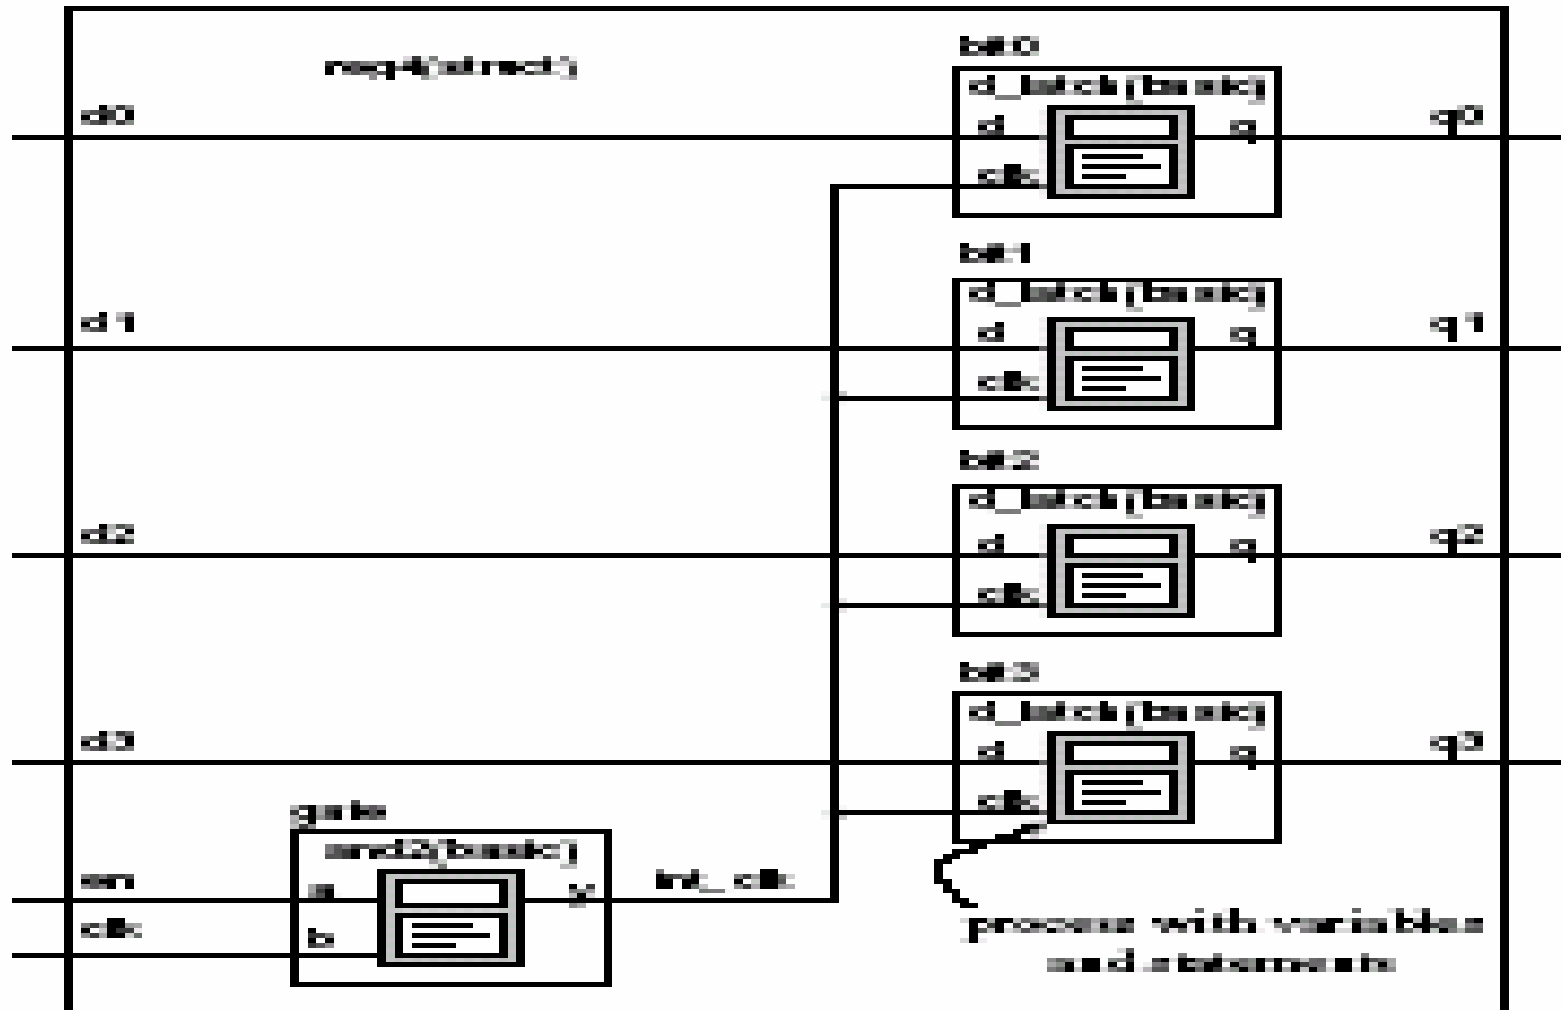 reg4(struct)
bit0
d_latch(basic)
d0
d
q
q0
clk
bit1
d_latch(basic)
d1
d
q
q1
clk
bit2
d_latch(basic)
d2
d
q
q2
clk
bit3
d_latch(basic)
d3
d
q
q3
clk
gate
and2(basic)
en
a
y
int_clk
clk
b
process with variables
and statements